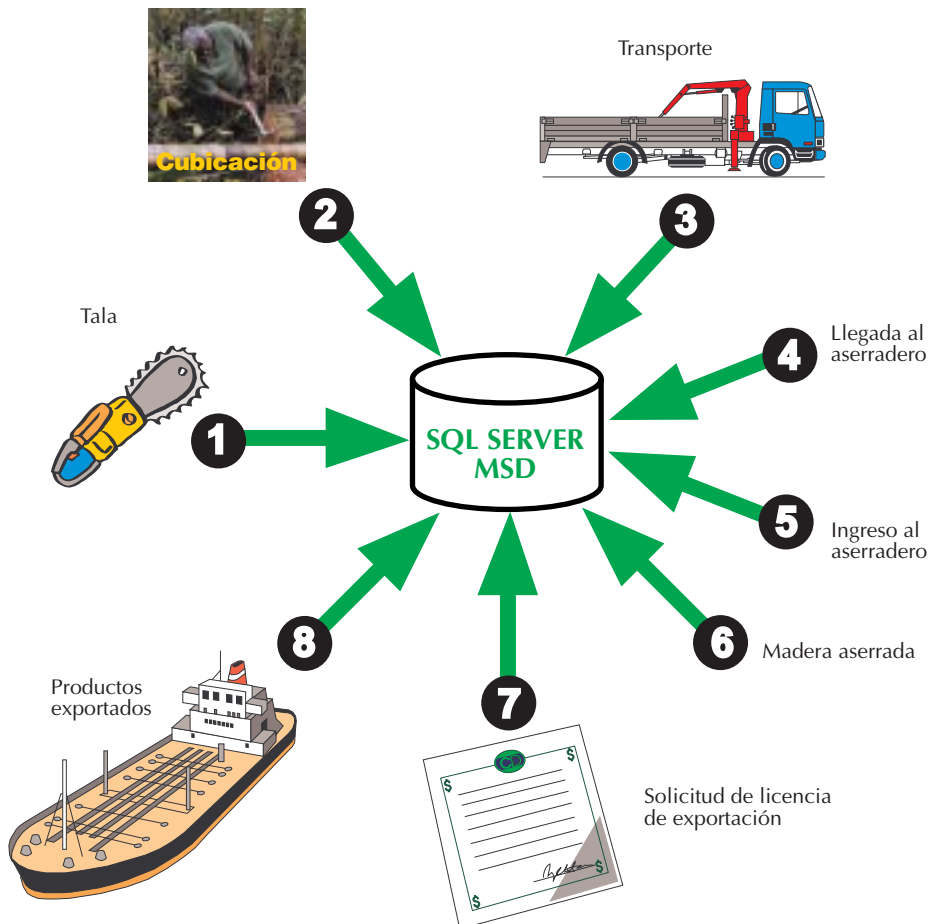 Transporte
Cubicación
2
3
Tala
4
Llegada al
aserradero
1
SQL SERVER
MSD
5
Ingreso al
aserradero
8
6
Madera aserrada
7
Productos
exportados
$
$
Solicitud de licencia
de exportación
$
$